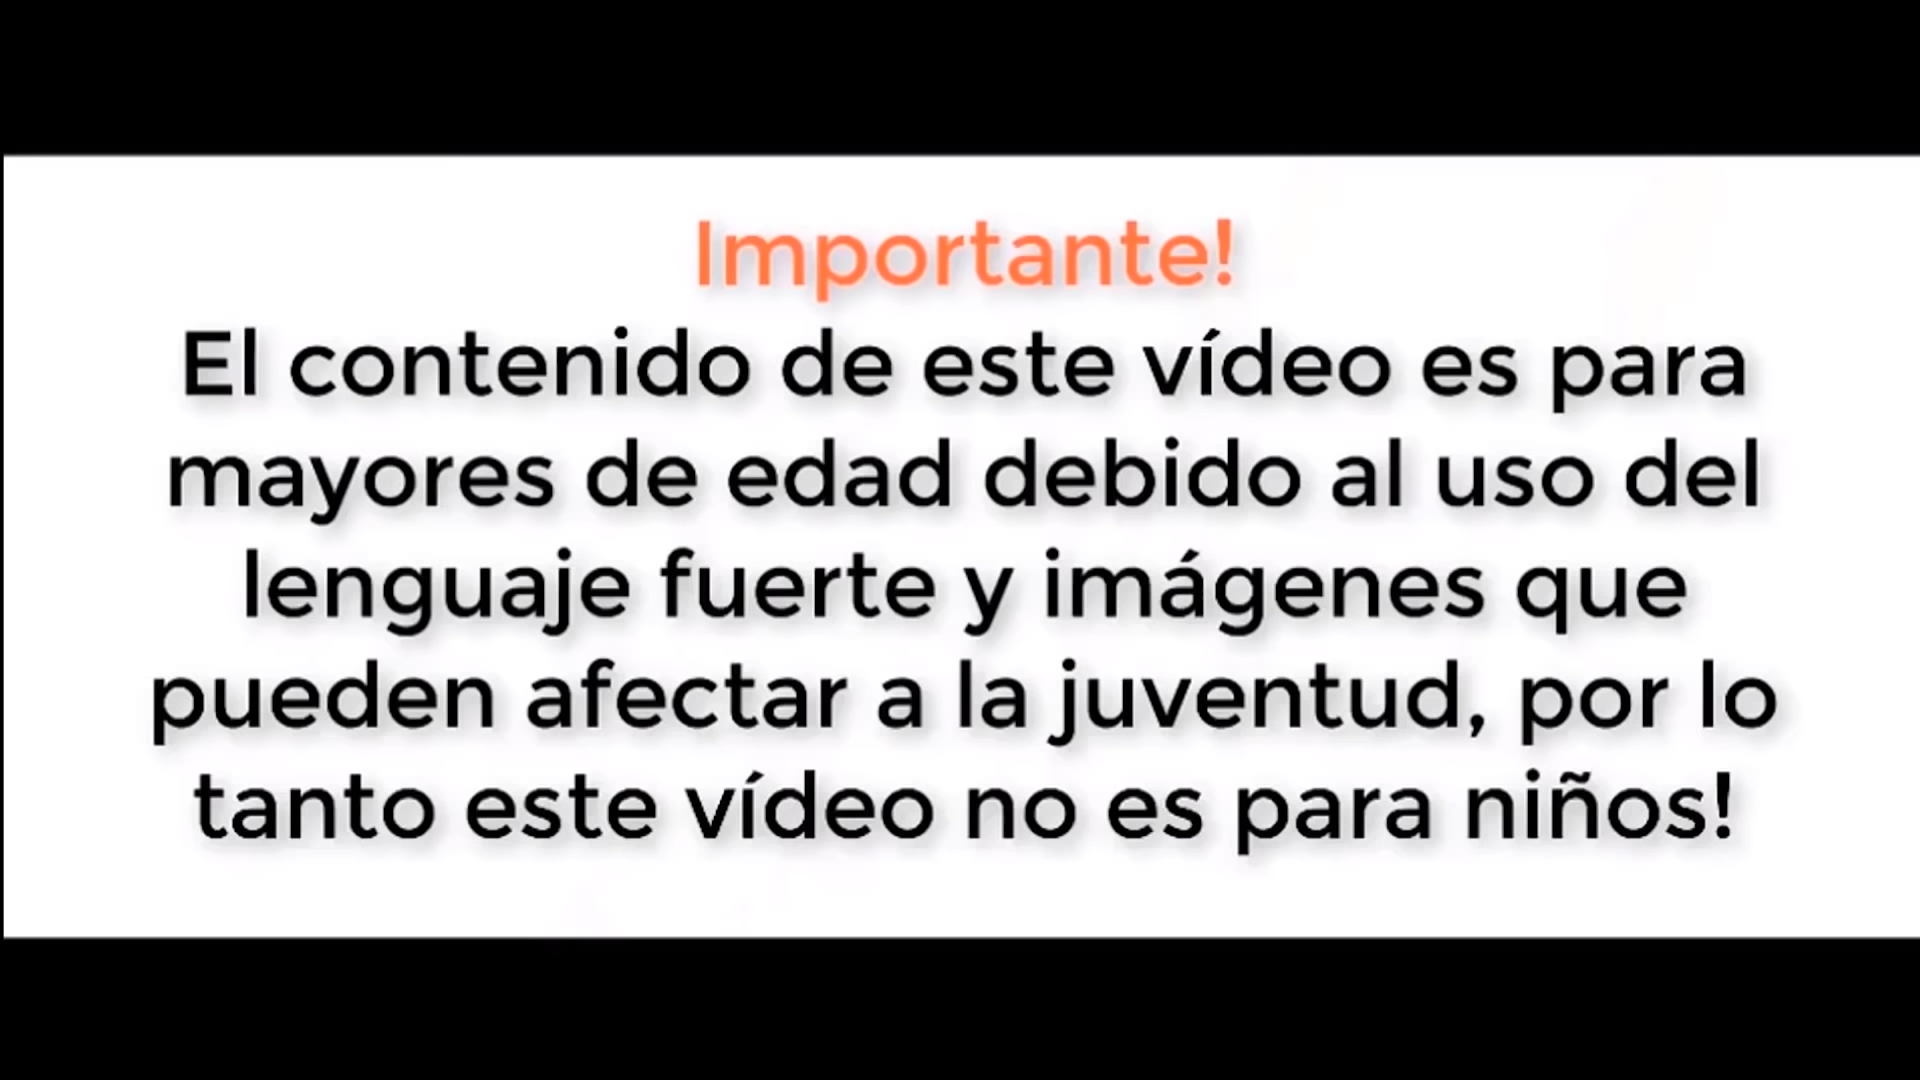 Importante!
El contenido de este vídeo es para
mayores de edad debido al uso del
lenguaje fuerte y imágenes que
pueden afectar a la juventud, por lo
tanto este vídeo no es para niños!